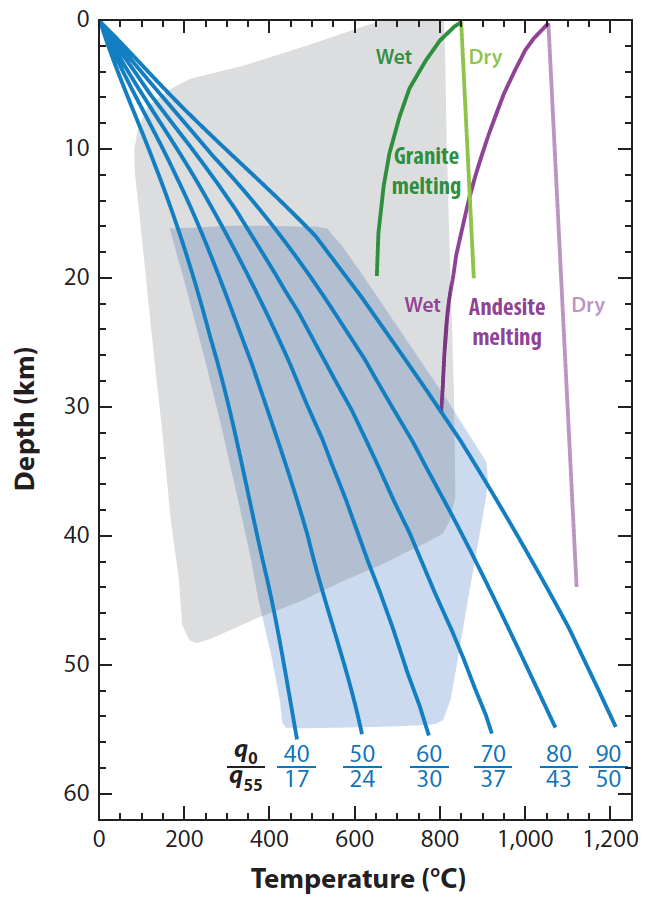 0
10
20
30
40
50
60
Depth (km)
Wet
Dry
Granite
melting
Wet
Andesite
melting
Dry
q0 40 50 60 70 80 90
q55 17 24 30 37 43 50
0 200 400 600 800 1,000 1,200
Temperature (°C)